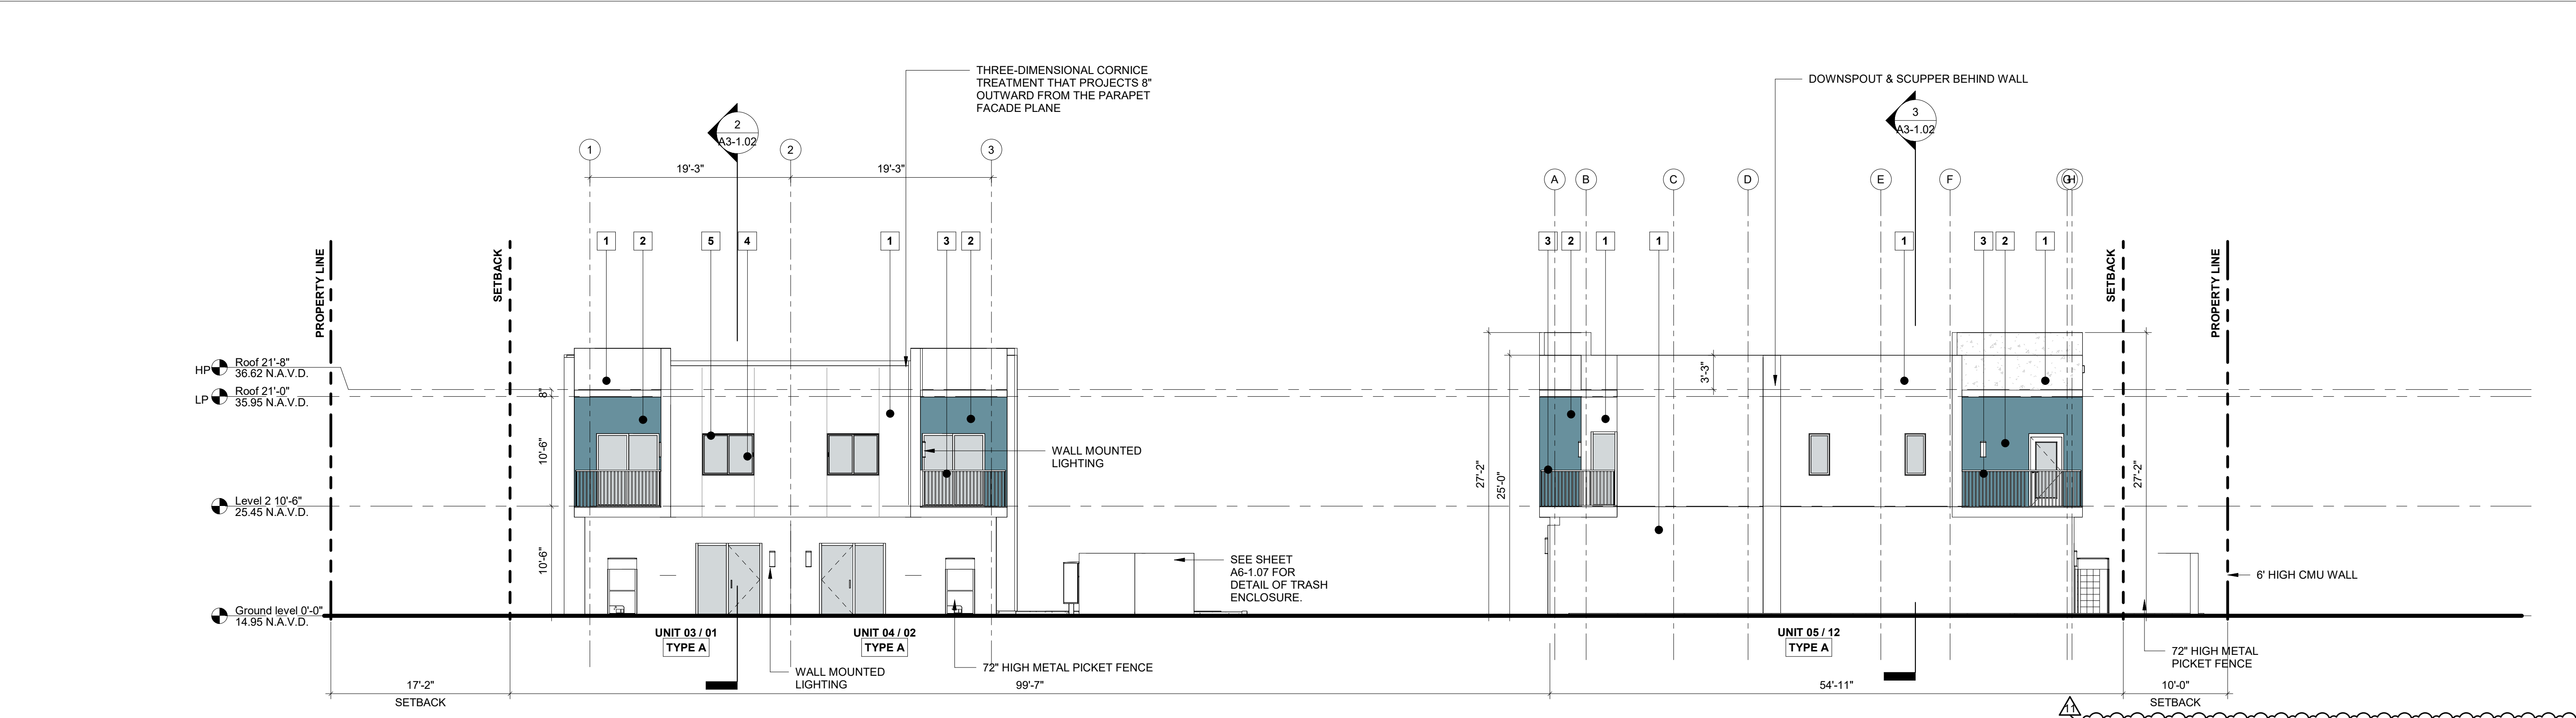 THREE-DIMENSIONAL CORNICE
TREATMENT THAT PROJECTS 8"
OUTWARD FROM THE PARAPET
FACADE PLANE
DOWNSPOUT & SCUPPER BEHIND WALL
2
A3-1.02
3
A3-1.02
1
2
3
19'-3"
19'-3"
A
B
C
D
E
F
G
H
1
2
5
4
1
3
2
3
2
1
1
1
3
2
1
PROPERTY LINE
SETBACK
SETBACK
PROPERTY LINE
HP
Roof 21'-8"
36.62 N.A.V.D.
LP
Roof 21'-0"
35.95 N.A.V.D.
Level 2 10'-6"
25.45 N.A.V.D.
Ground level 0'-0"
14.95 N.A.V.D.
8"
10'-6"
10'-6"
WALL MOUNTED
LIGHTING
SEE SHEET
A6-1.07 FOR
DETAIL OF TRASH
ENCLOSURE.
27'-2"
25'-0"
3'-3"
27'-2"
6' HIGH CMU WALL
UNIT 03 / 01
TYPE A
UNIT 04 / 02
TYPE A
UNIT 05 / 12
TYPE A
WALL MOUNTED
LIGHTING
72" HIGH METAL PICKET FENCE
72" HIGH METAL
PICKET FENCE
17'-2"
SETBACK
99'-7"
54'-11"
10'-0"
SETBACK
11